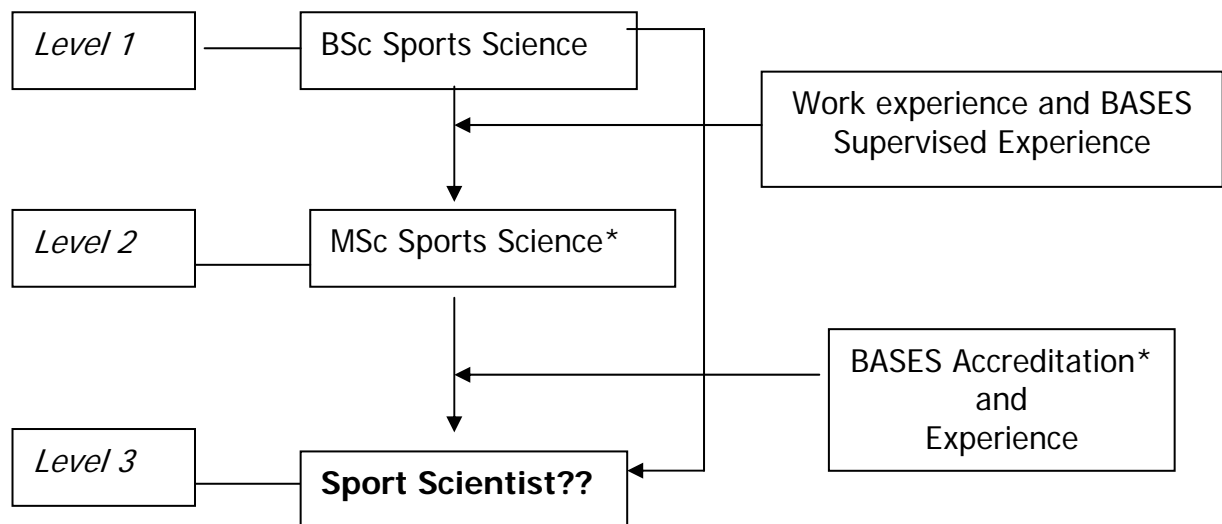 Level 1
BSc Sports Science
Work experience and BASES
Supervised Experience
Level 2
MSc Sports Science*
BASES Accreditation*
and
Experience
Level 3
Sport Scientist??